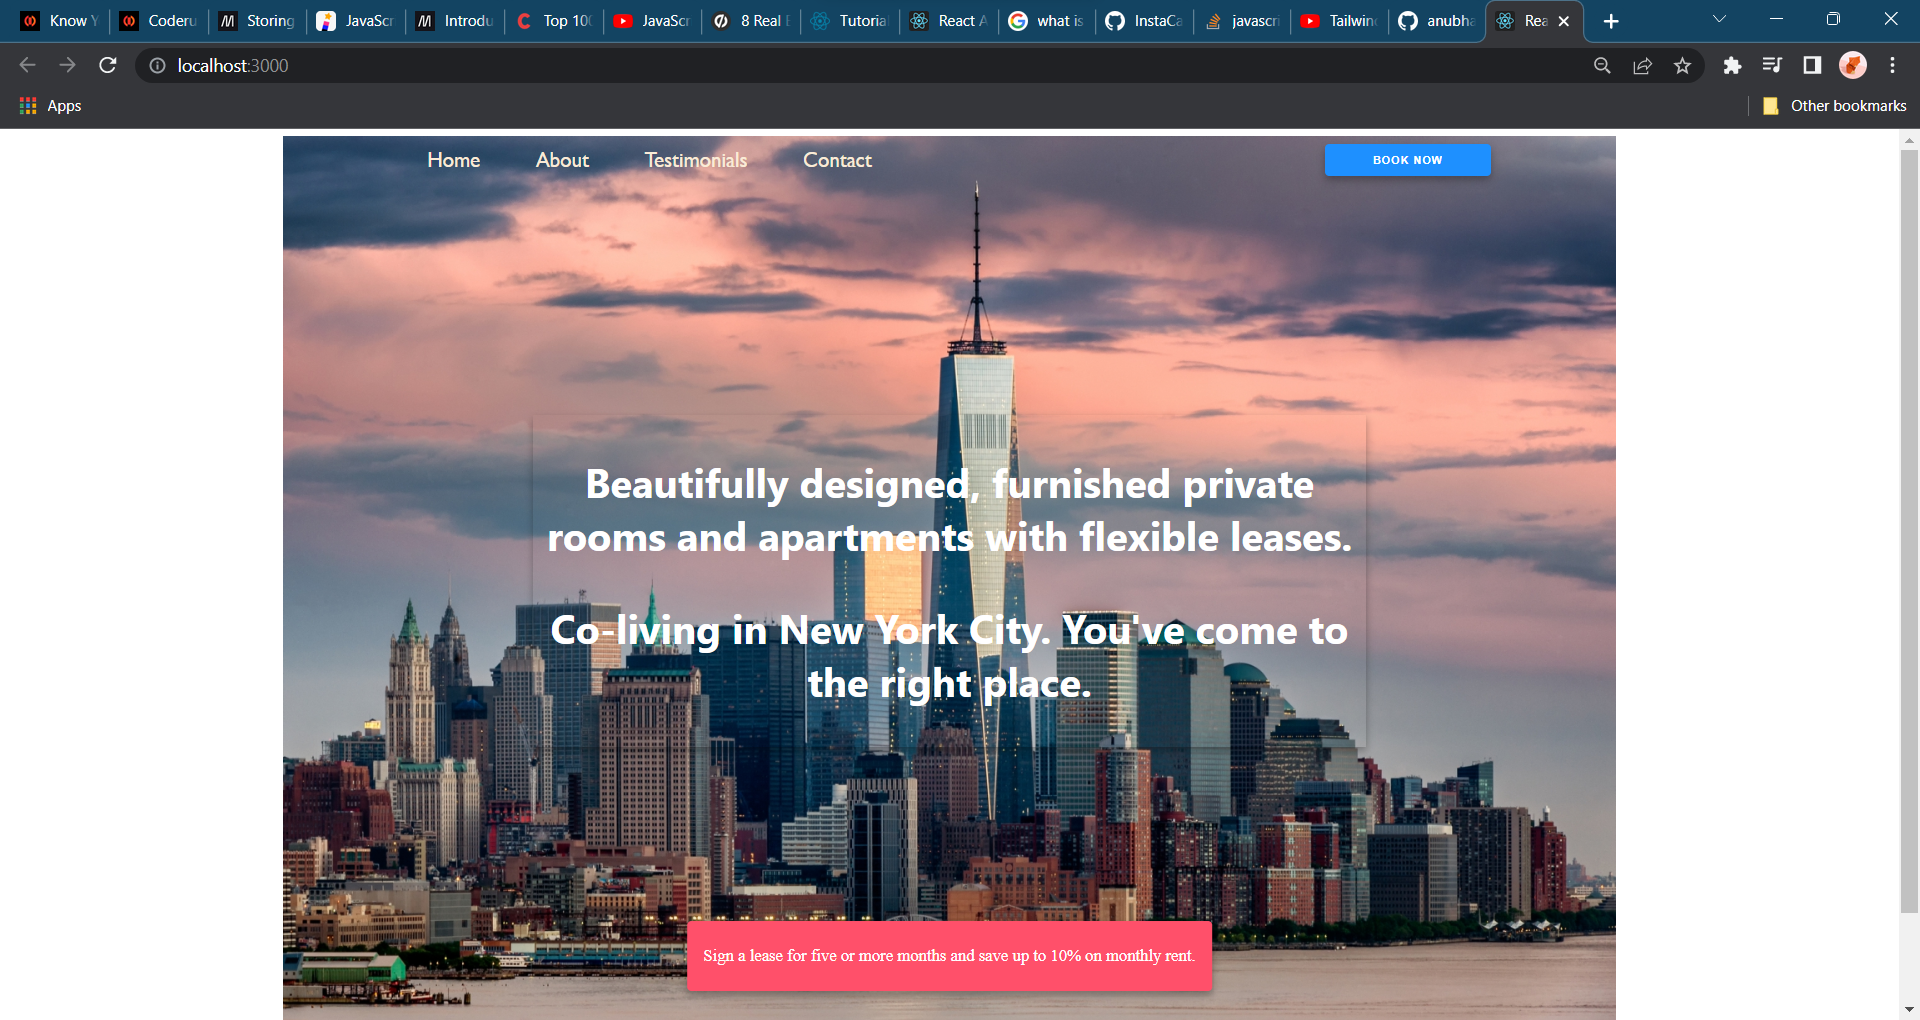 Know Y
Coderu
Storing
JavaScr
Introdu
Top 100
JavaScr
8 Real E
Tutorial
React A
what is
InstaCa
javascri
Tailwin
anubha
Rea
localhost:3000
Apps
Other bookmarks
Home
About
Testimonials
Contact
BOOK NOW
Beautifully designed, furnished private
rooms and apartments with flexible leases.
Co-living in New York City. You've come to
the right place.
Sign a lease for five or more months and save up to 10% on monthly rent.